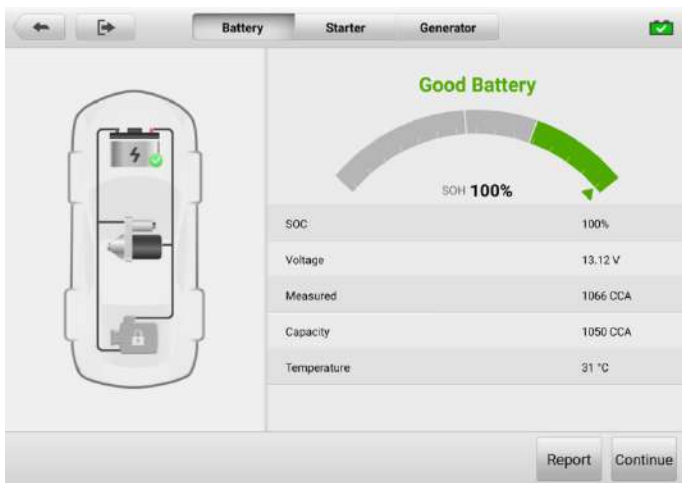 Battery Starter Generator
Good Battery
SOH 100%
SOC 100%
Voltage 13.12 V
Measured 1066 CCA
Capacity 1050 CCA
Temperature 31 °C
Report Continue